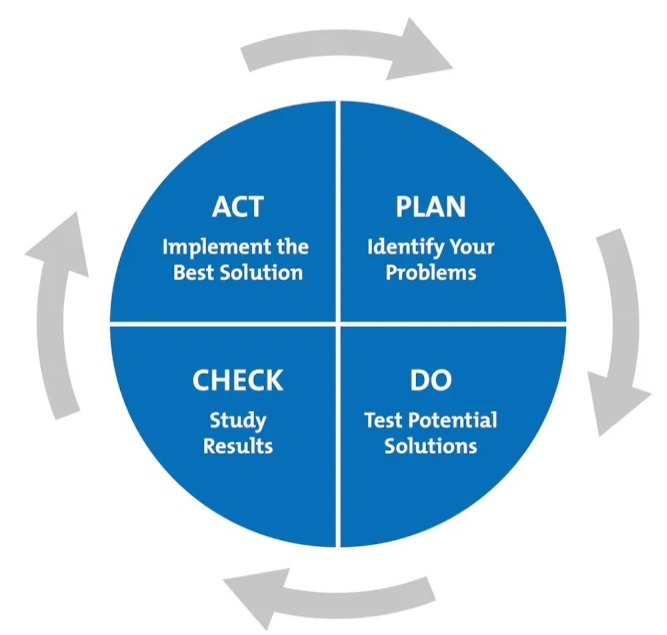 ACT
Implement the
Best Solution
PLAN
Identify Your
Problems
CHECK
Study
Results
DO
Test Potential
Solutions